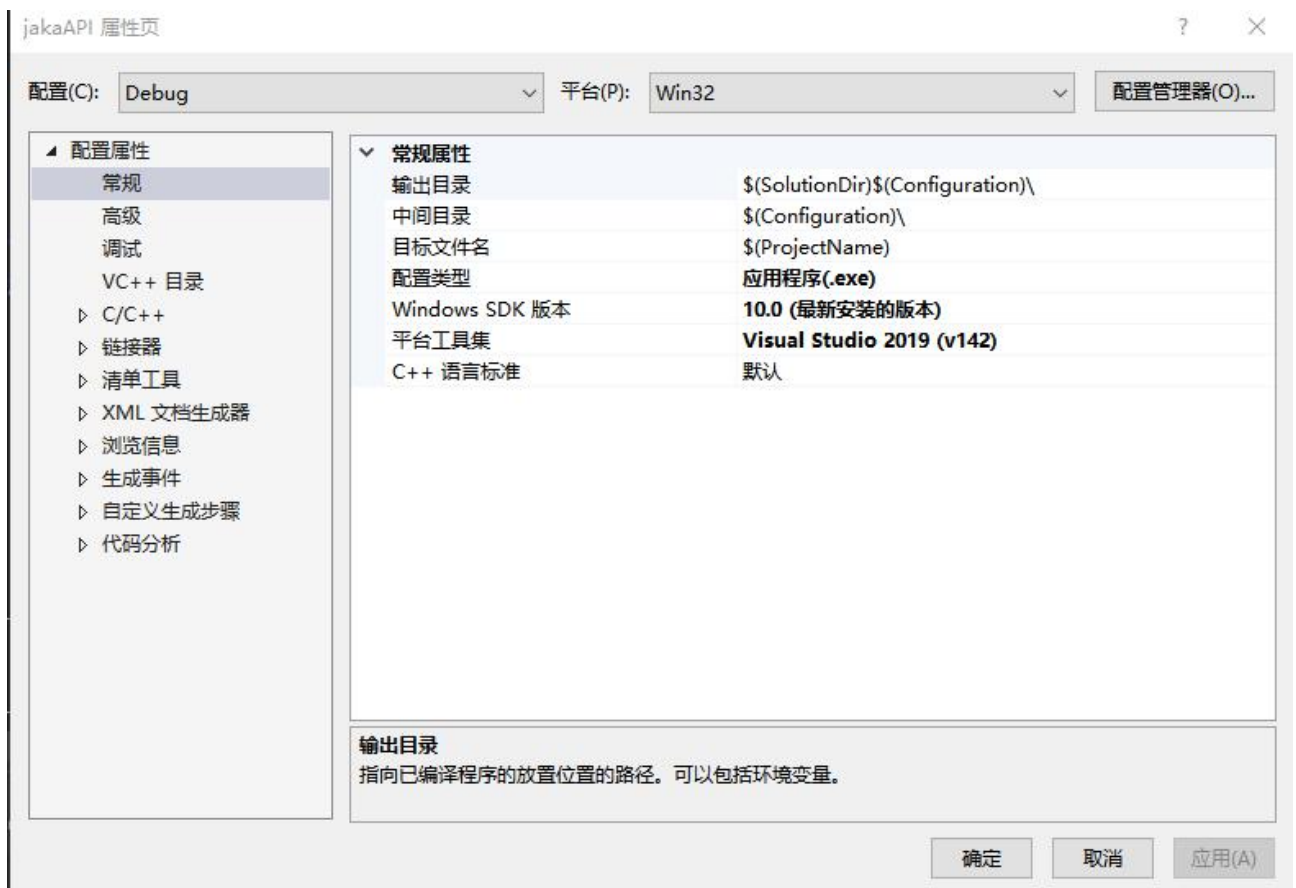 jakaAPI 属性页
?
配置(C): Debug 平台(P): Win32 配置管理器(O)...
配置属性
常规
高级
调试
VC++ 目录
C/C++
链接器
清单工具
XML 文档生成器
浏览信息
生成事件
自定义生成步骤
代码分析
常规属性
输出目录 $(SolutionDir)$(Configuration)\
中间目录 $(Configuration)\
目标文件名 $(ProjectName)
配置类型 应用程序(.exe)
Windows SDK 版本 10.0 (最新安装的版本)
平台工具集 Visual Studio 2019 (v142)
C++ 语言标准 默认
输出目录
指向已编译程序的放置位置的路径。可以包括环境变量。
确定 取消 应用(A)